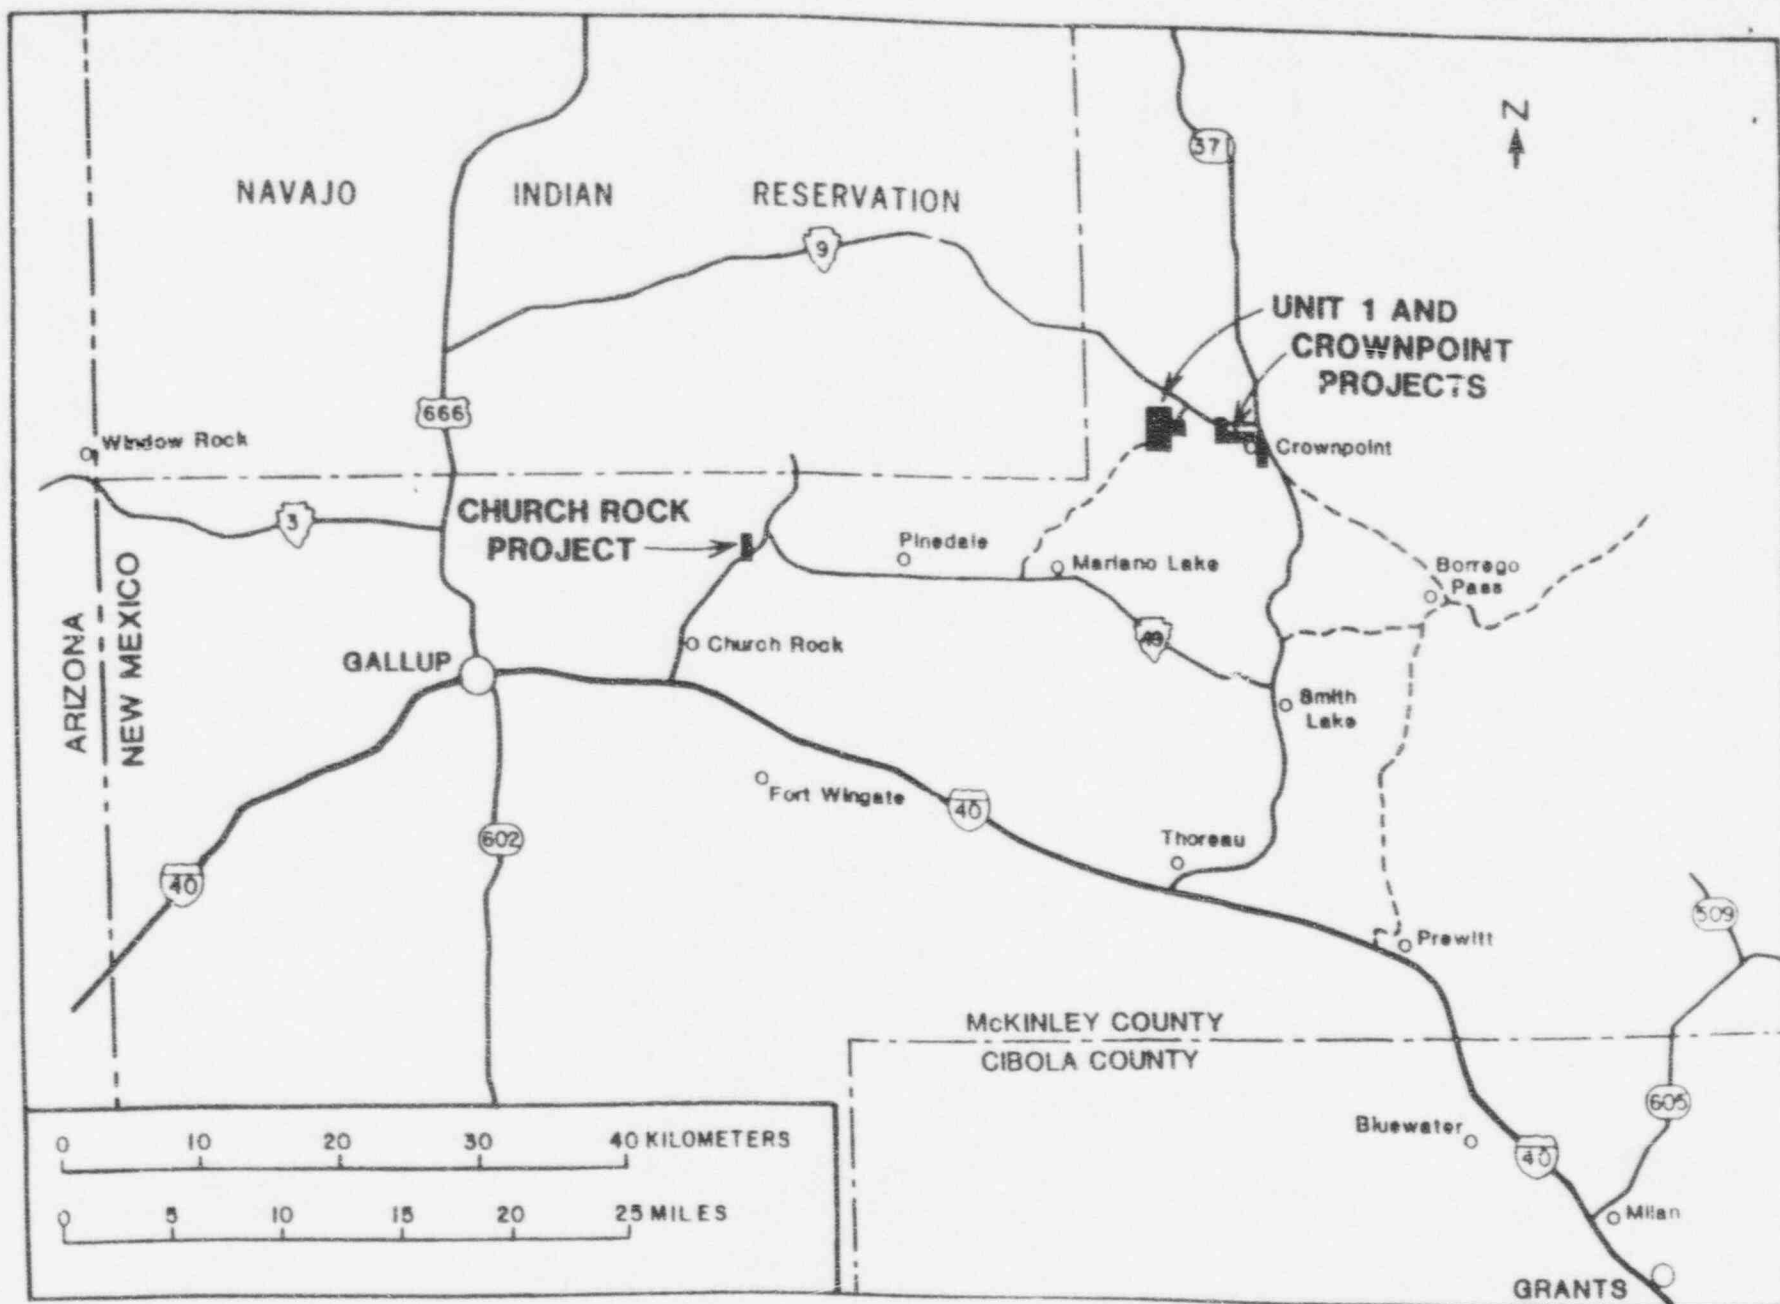 N
37
NAVAJO INDIAN RESERVATION
9
UNIT 1 AND
CROWNPOINT
PROJECTS
666
Window Rock
Crownpoint
3
CHURCH ROCK
PROJECT
Pinedale
Mariano Lake
Borrego
Pass
ARIZONA
NEW MEXICO
GALLUP
Church Rock
49
Smith
Lake
Fort Wingate
40
602
Thoreau
40
509
Prewitt
McKINLEY COUNTY
CIBOLA COUNTY
605
Bluewater
40
0 10 20 30 40 KILOMETERS
0 5 10 15 20 25 MILES
Milan
GRANTS